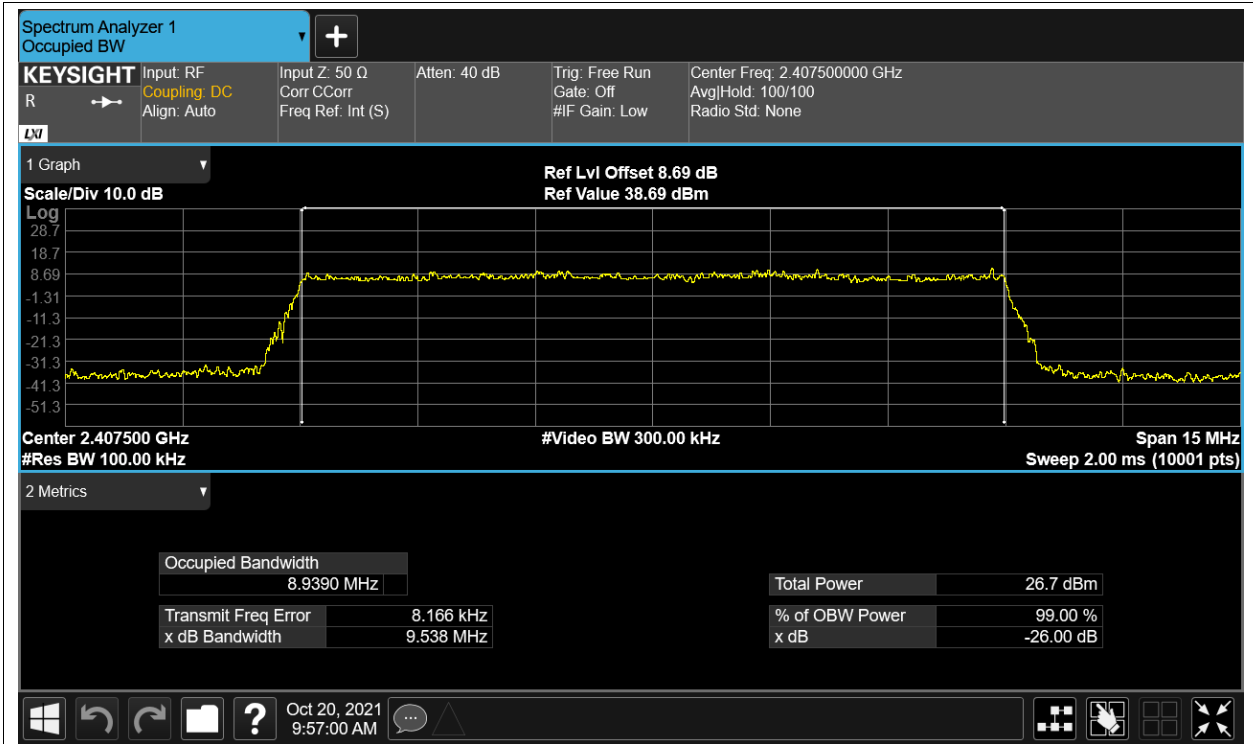 Spectrum Analyzer 1
Occupied BW
KEYSIGHT Input: RF Input Z: 50 Ω Atten: 40 dB Trig: Free Run Center Freq: 2.407500000 GHz
R Coupling: DC Corr CCorr Gate: Off Avg|Hold: 100/100
Align: Auto Freq Ref: Int (S) #IF Gain: Low Radio Std: None
LXI
1 Graph
Ref Lvl Offset 8.69 dB
Scale/Div 10.0 dB Ref Value 38.69 dBm
Log
28.7
18.7
8.69
-1.31
-11.3
-21.3
-31.3
-41.3
-51.3
Center 2.407500 GHz #Video BW 300.00 kHz Span 15 MHz
#Res BW 100.00 kHz Sweep 2.00 ms (10001 pts)
2 Metrics
Occupied Bandwidth
8.9390 MHz
Total Power 26.7 dBm
Transmit Freq Error 8.166 kHz % of OBW Power 99.00 %
x dB Bandwidth 9.538 MHz x dB -26.00 dB
? Oct 20, 2021
9:57:00 AM